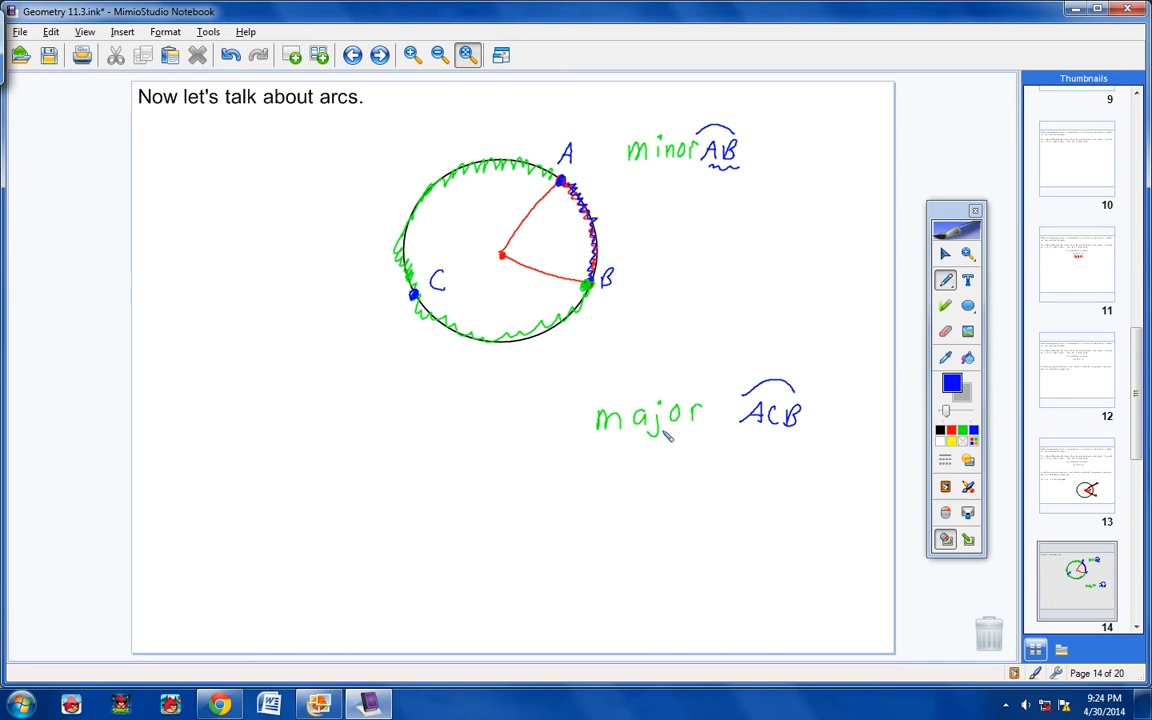 Geometry 11.3.ink* - MimioStudio Notebook
File Edit View Insert Format Tools Help
Now let's talk about arcs.
A
minor AB
C
B
major ACB
Thumbnails
9
10
11
12
13
14
Page 14 of 20
9:24 PM
4/30/2014